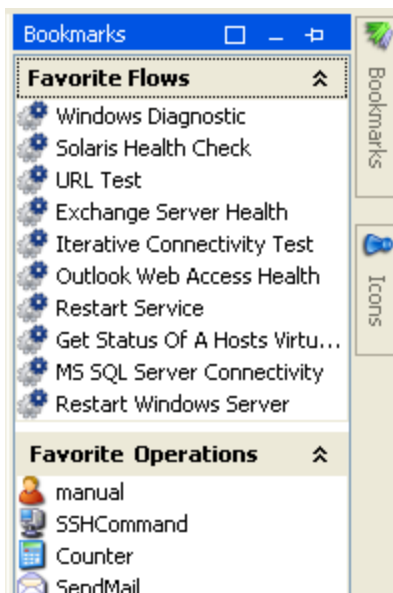 Bookmarks
Favorite Flows
Windows Diagnostic
Solaris Health Check
URL Test
Exchange Server Health
Iterative Connectivity Test
Outlook Web Access Health
Restart Service
Get Status Of A Hosts Virtu...
MS SQL Server Connectivity
Restart Windows Server
Favorite Operations
manual
SSHCommand
Counter
SendMail
Bookmarks
Icons